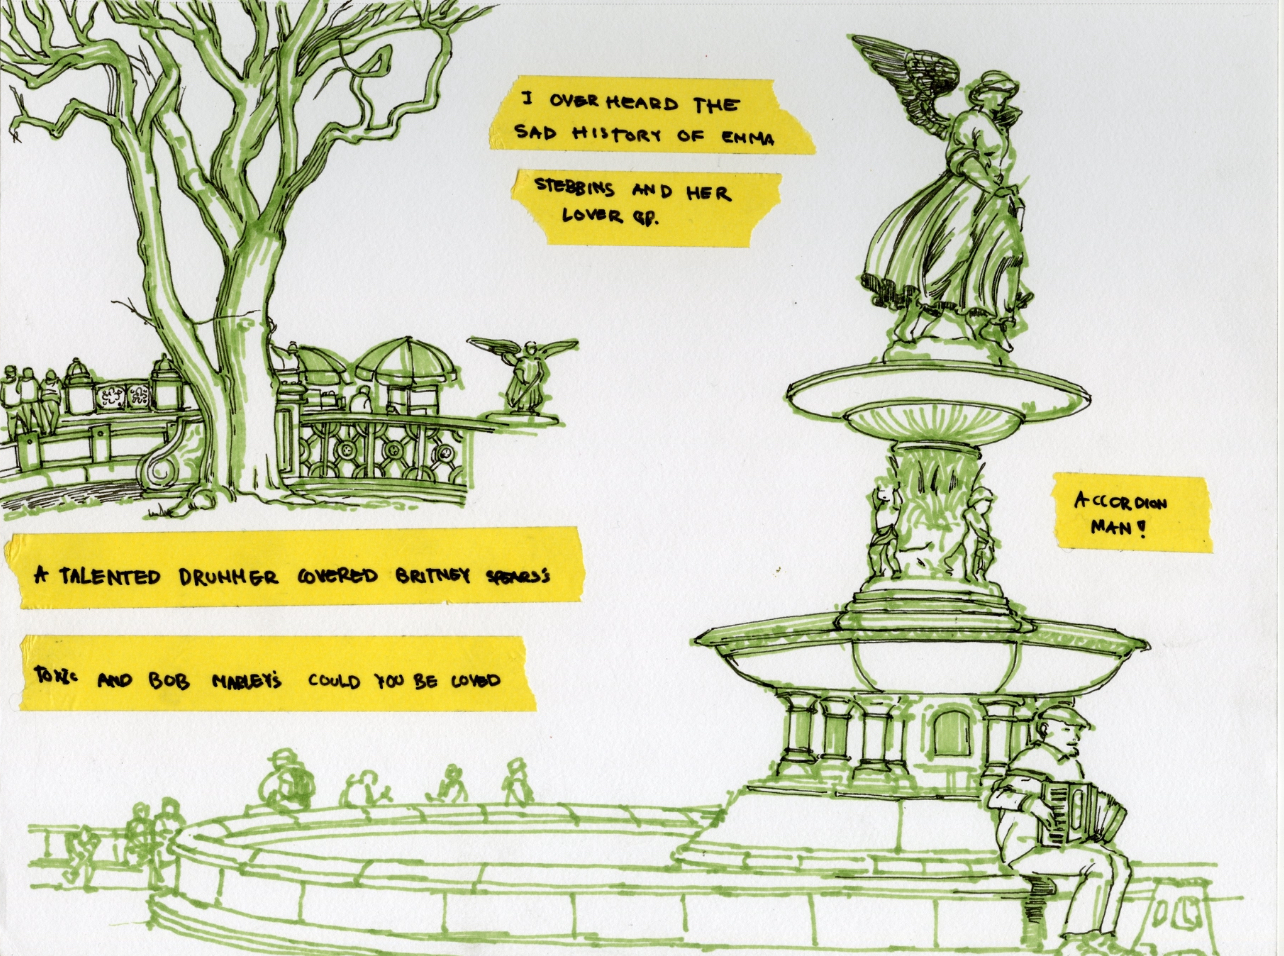 I OVERHEARD THE
SAD HISTORY OF EMMA
STEBBINS AND HER
LOVER
ACCORDION
MAN!
A TALENTED DRUMMER COVERED BRITNEY SPEARS'S
TOXIC AND BOB MARLEY'S COULD YOU BE LOVED